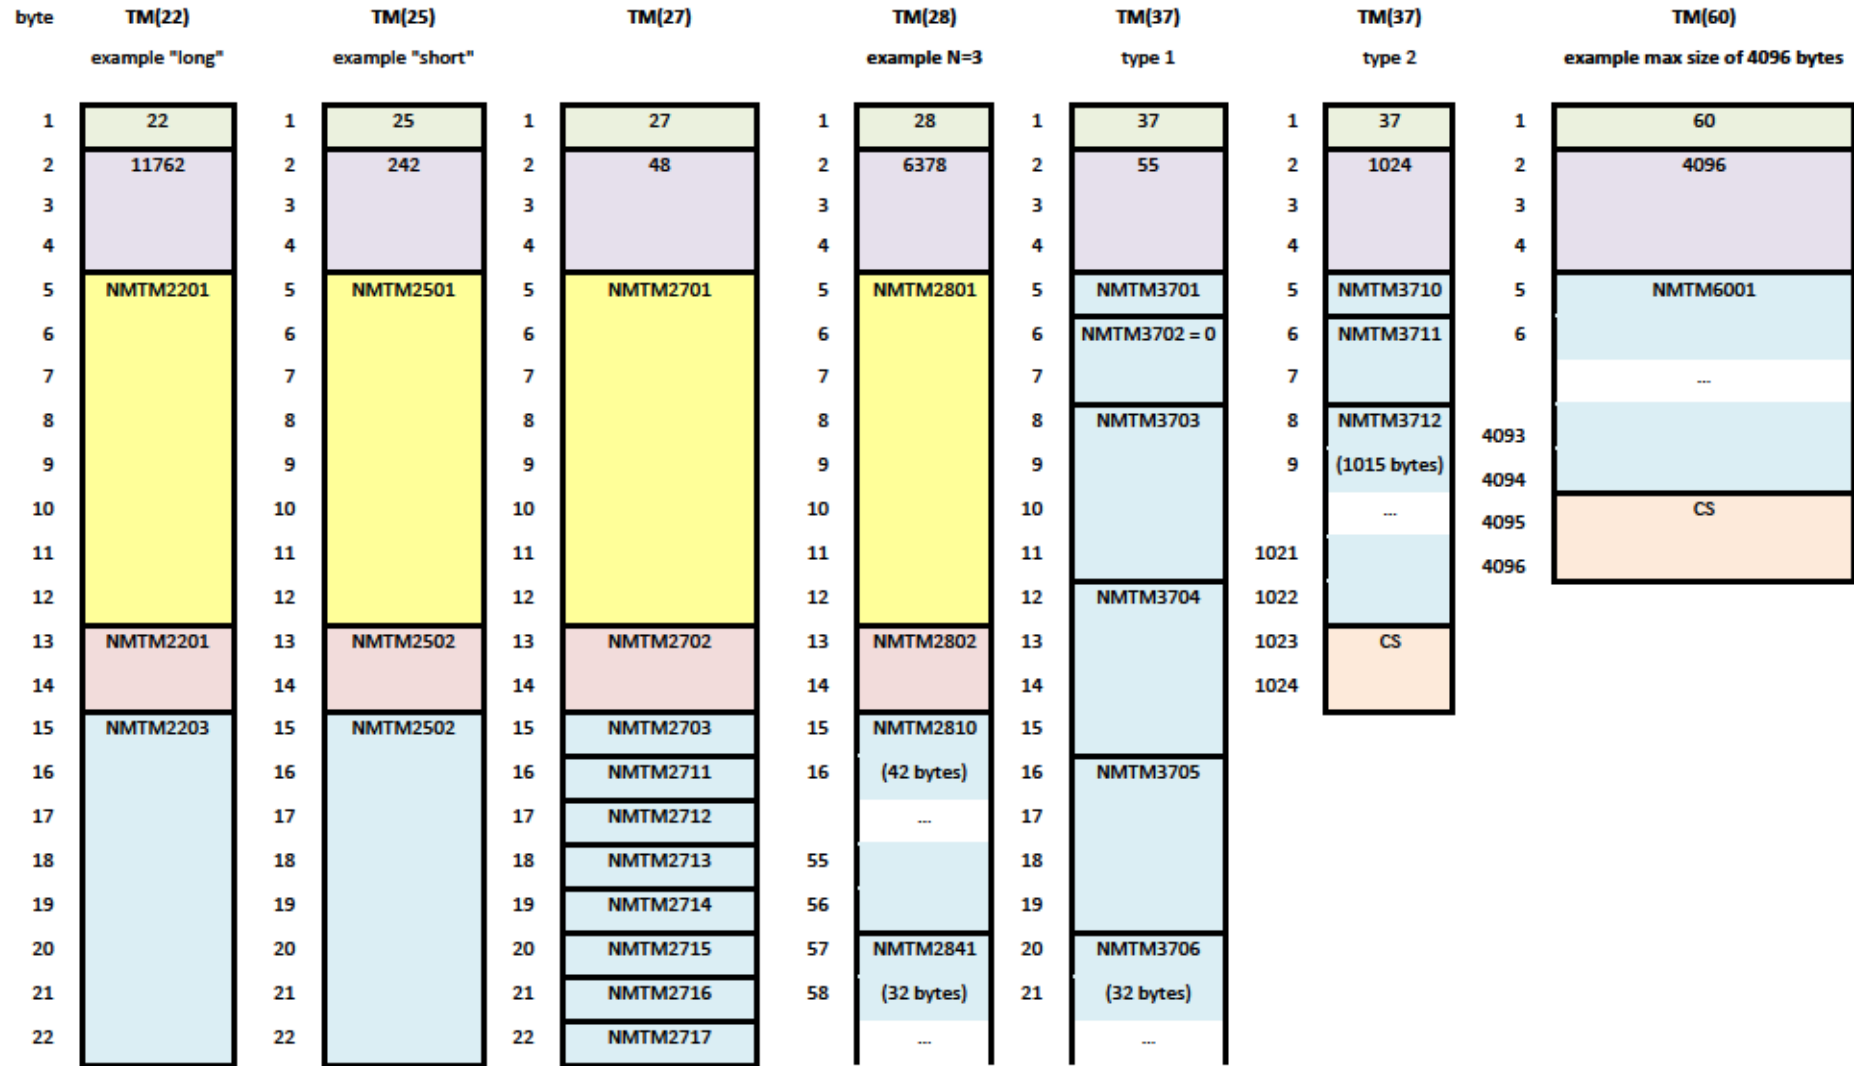 byte TM(22) TM(25) TM(27) TM(28) TM(37) TM(37) TM(60)
example "long" example "short" example N=3 type 1 type 2 example max size of 4096 bytes
1 22 1 25 1 27 1 28 1 37 1 37 1 60
2 11762 2 242 2 48 2 6378 2 55 2 1024 2 4096
3 3 3 3 3 3 3
4 4 4 4 4 4 4
5 NMTM2201 5 NMTM2501 5 NMTM2701 5 NMTM2801 5 NMTM3701 5 NMTM3710 5 NMTM6001
6 6 6 6 6 NMTM3702 = 0 6 NMTM3711 6
7 7 7 7 7 7 ...
8 8 8 8 8 NMTM3703 8 NMTM3712 4093
9 9 9 9 9 9 (1015 bytes) 4094
10 10 10 10 10 ... 4095 CS
11 11 11 11 11 1021 4096
12 12 12 12 12 NMTM3704 1022
13 NMTM2201 13 NMTM2502 13 NMTM2702 13 NMTM2802 13 1023 CS
14 14 14 14 14 1024
15 NMTM2203 15 NMTM2502 15 NMTM2703 15 NMTM2810 15
16 16 16 NMTM2711 16 (42 bytes) 16 NMTM3705
17 17 17 NMTM2712 ... 17
18 18 18 NMTM2713 55 18
19 19 19 NMTM2714 56 19
20 20 20 NMTM2715 57 NMTM2841 20 NMTM3706
21 21 21 NMTM2716 58 (32 bytes) 21 (32 bytes)
22 22 22 NMTM2717 ... ...